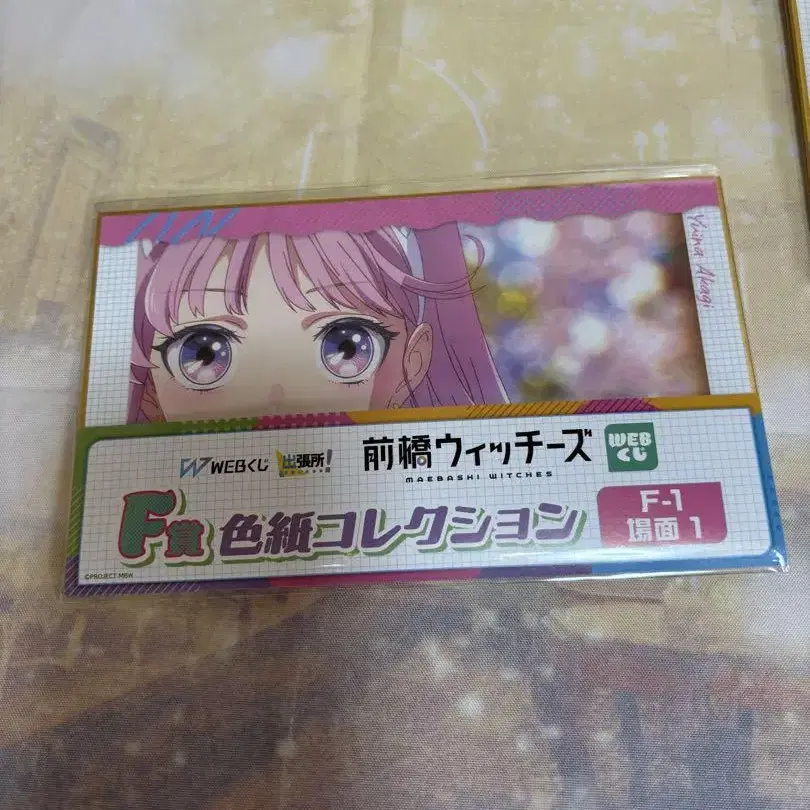 Yuina Akagi
WEBくじ 出張所!
前橋ウィッチーズ
MAEBASHI WITCHES
WEB
くじ
F賞 色紙コレクション
F-1
場面 1
©PROJECT MBW